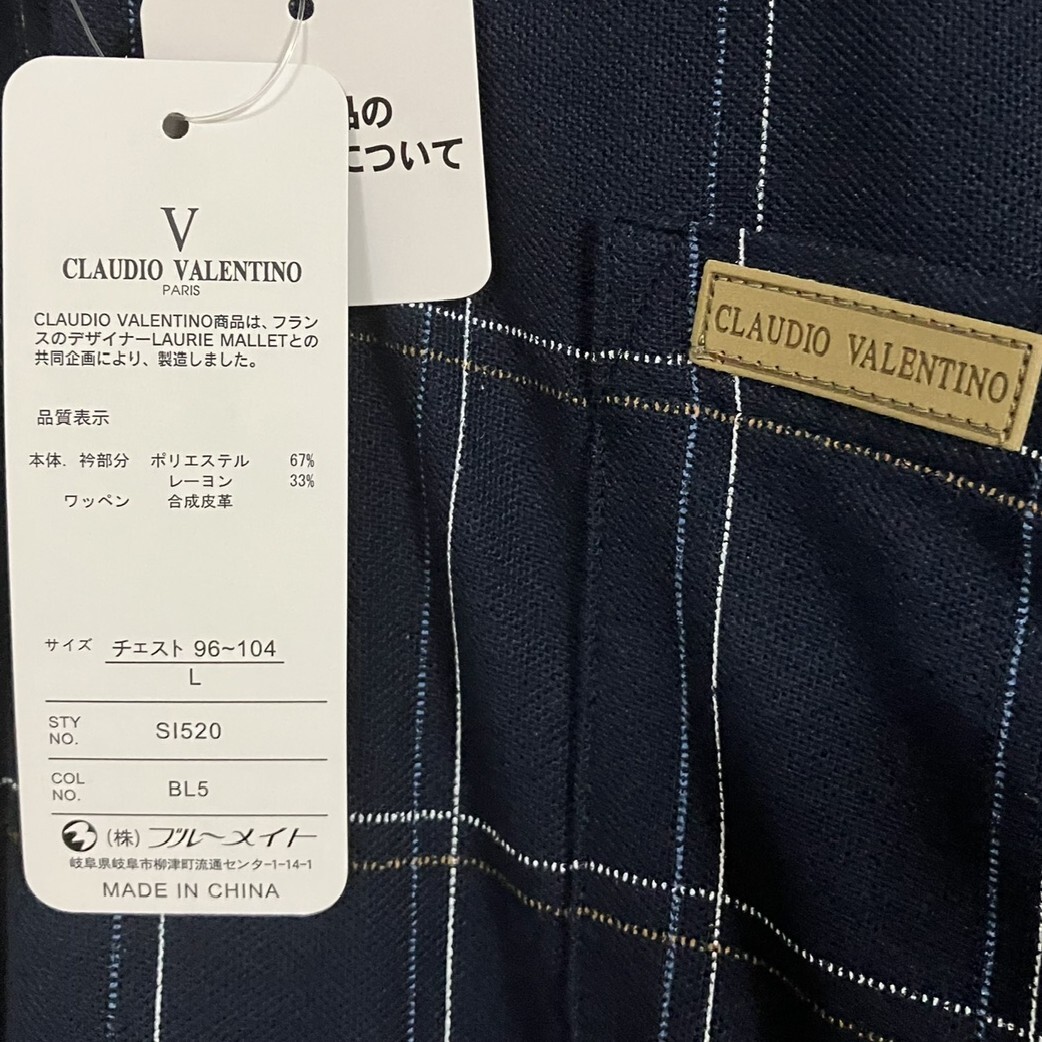 品の
について
V
CLAUDIO VALENTINO
PARIS
CLAUDIO VALENTINO商品は、フラン
スのデザイナーLAURIE MALLETとの
共同企画により、製造しました。
品質表示
本体．衿部分 ポリエステル 67%
レーヨン 33%
ワッペン 合成皮革
サイズ チェスト 96~104
L
STY NO. SI520
COL NO. BL5
(株)ブルーメイト
岐阜県岐阜市柳津町流通センター1-14-1
MADE IN CHINA
CLAUDIO VALENTINO